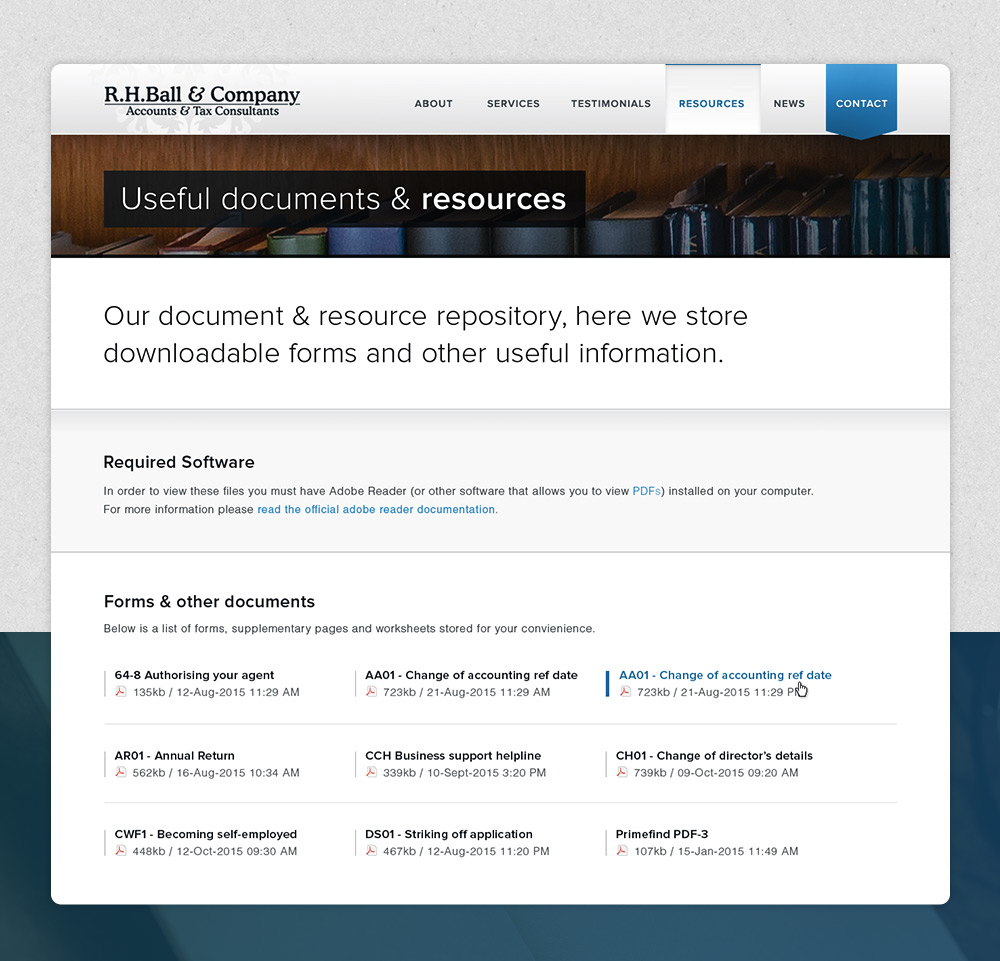 R.H.Ball & Company
Accounts & Tax Consultants
ABOUT SERVICES TESTIMONIALS RESOURCES NEWS CONTACT
Useful documents & resources
Our document & resource repository, here we store
downloadable forms and other useful information.
Required Software
In order to view these files you must have Adobe Reader (or other software that allows you to view PDFs) installed on your computer.
For more information please read the official adobe reader documentation.
Forms & other documents
Below is a list of forms, supplementary pages and worksheets stored for your convienience.
64-8 Authorising your agent
135kb / 12-Aug-2015 11:29 AM
AA01 - Change of accounting ref date
723kb / 21-Aug-2015 11:29 AM
AA01 - Change of accounting ref date
723kb / 21-Aug-2015 11:29
AR01 - Annual Return
562kb / 16-Aug-2015 10:34 AM
CCH Business support helpline
339kb / 10-Sept-2015 3:20 PM
CH01 - Change of director's details
739kb / 09-Oct-2015 09:20 AM
CWF1 - Becoming self-employed
448kb / 12-Oct-2015 09:30 AM
DS01 - Striking off application
467kb / 12-Aug-2015 11:20 PM
Primefind PDF-3
107kb / 15-Jan-2015 11:49 AM